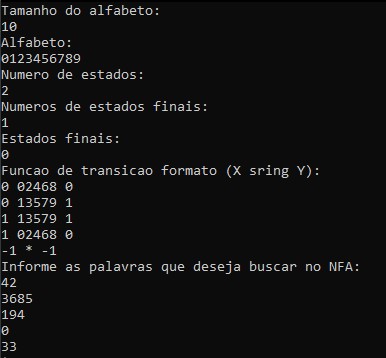 Tamanho do alfabeto:
10
Alfabeto:
0123456789
Numero de estados:
2
Numeros de estados finais:
1
Estados finais:
0
Funcao de transicao formato (X sring Y):
0 02468 0
0 13579 1
1 13579 1
1 02468 0
-1 * -1
Informe as palavras que deseja buscar no NFA:
42
3685
194
0
33